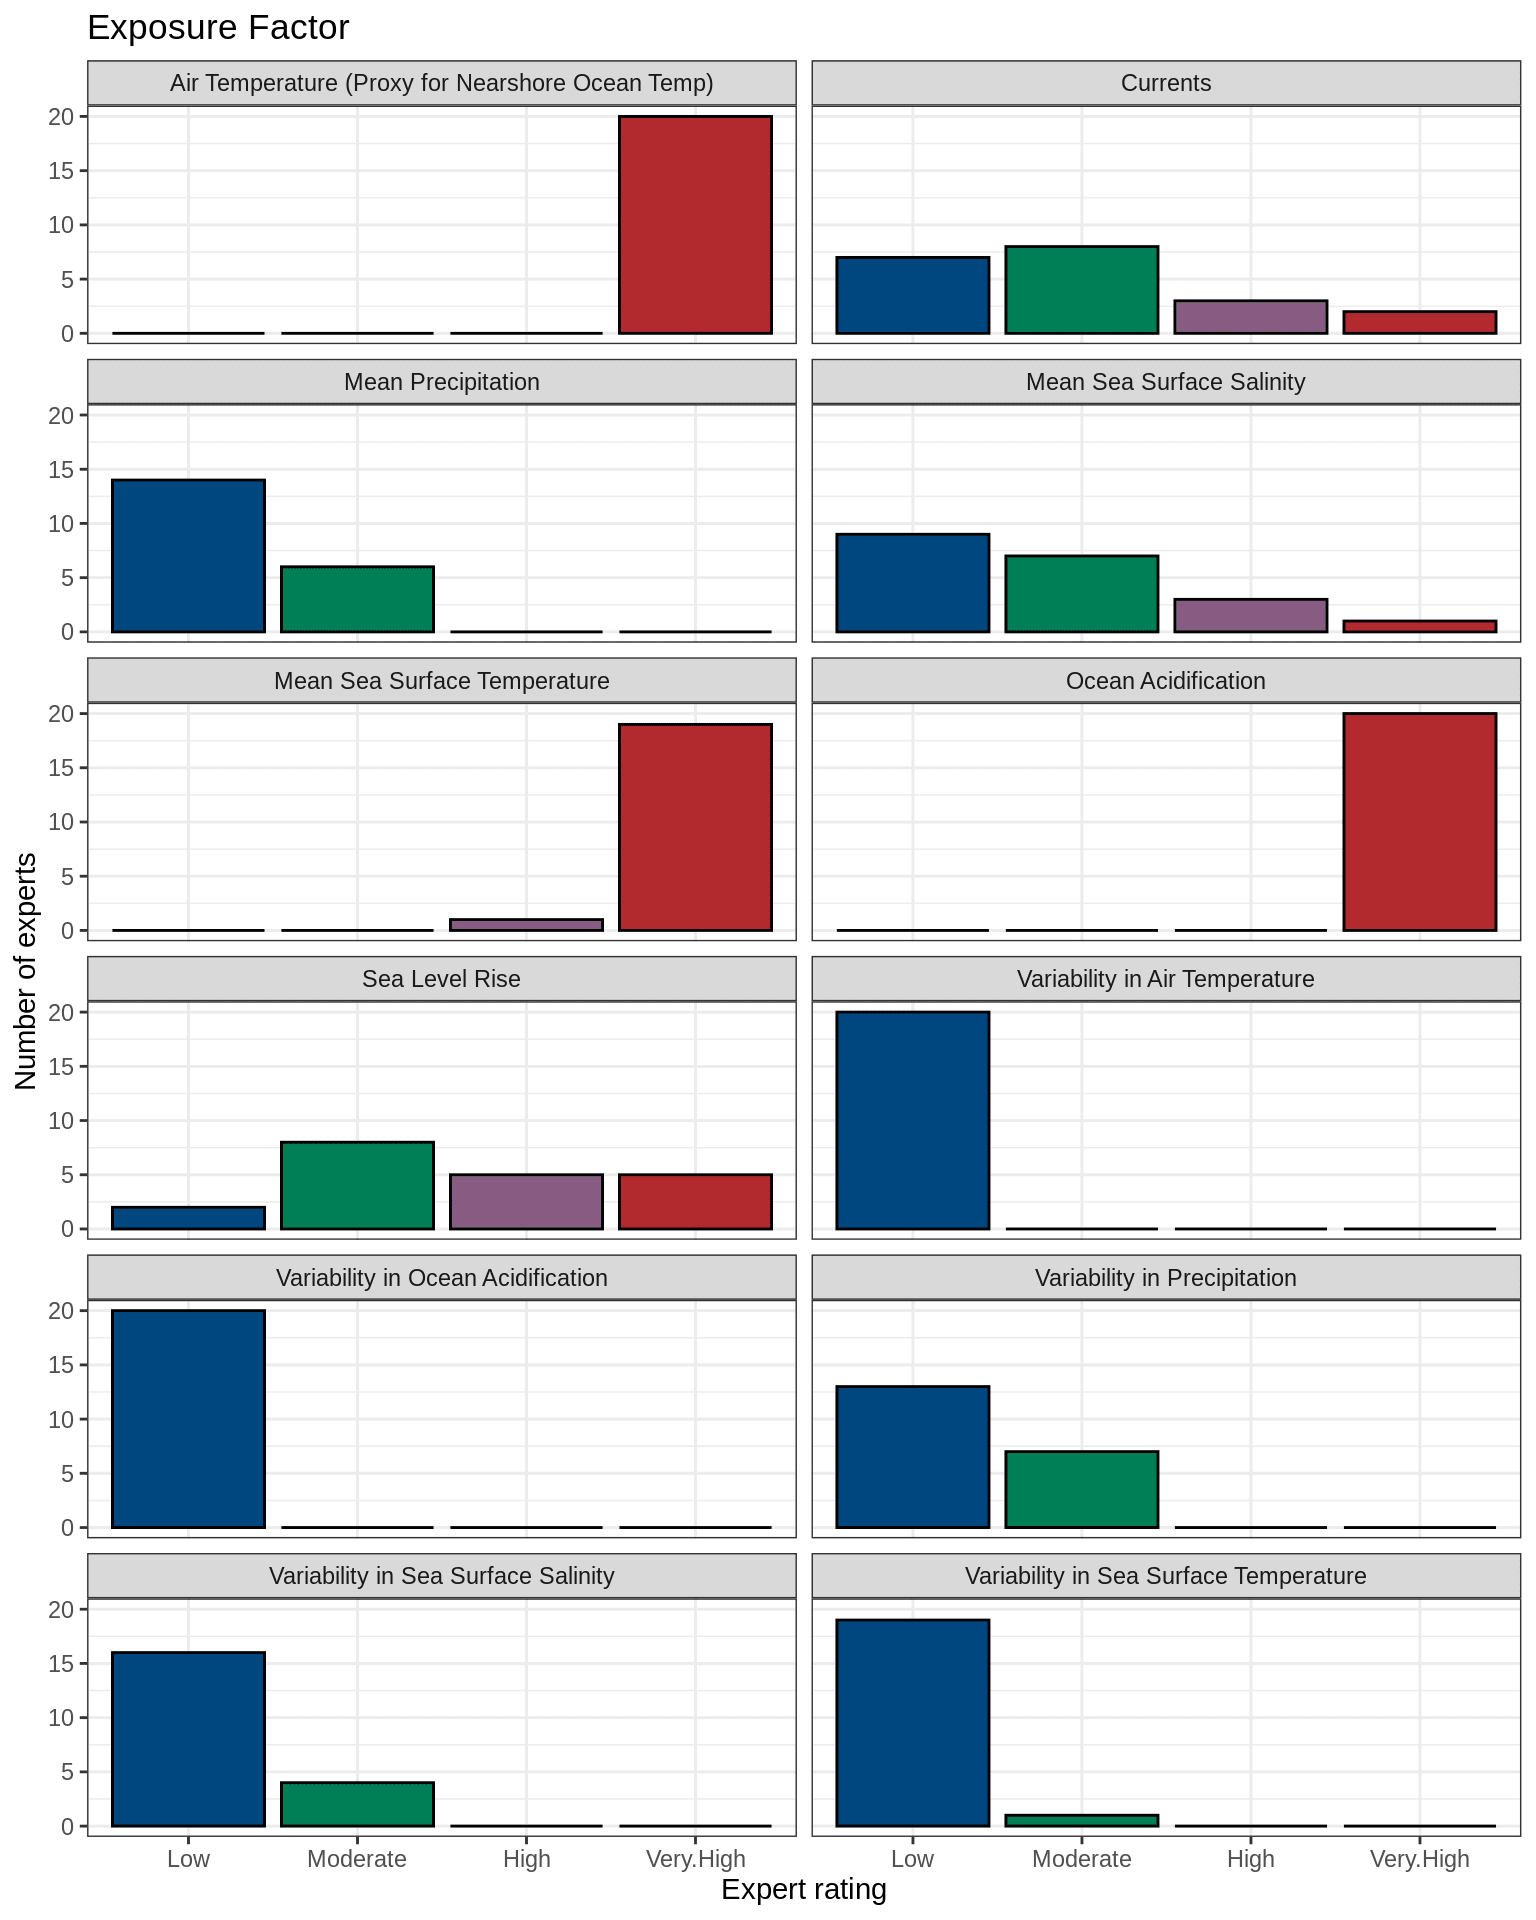 Exposure Factor
Air Temperature (Proxy for Nearshore Ocean Temp)
Currents
20
15
10
5
0
Mean Precipitation
Mean Sea Surface Salinity
20
15
10
5
0
Mean Sea Surface Temperature
Ocean Acidification
20
15
10
5
0
Number of experts
Sea Level Rise
Variability in Air Temperature
20
15
10
5
0
Variability in Ocean Acidification
Variability in Precipitation
20
15
10
5
0
Variability in Sea Surface Salinity
Variability in Sea Surface Temperature
20
15
10
5
0
Low Moderate High Very.High Low Moderate High Very.High
Expert rating